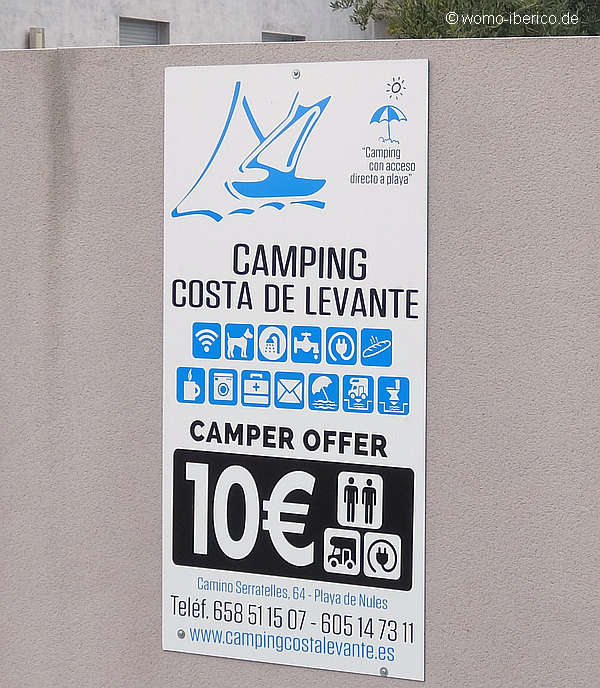 © womo-iberico.de
"Camping
con acceso
directo a playa"
CAMPING
COSTA DE LEVANTE
CAMPER OFFER
10€
Camino Serratelles, 64 - Playa de Nules
Teléf. 658 51 15 07 - 605 14 73 11
www.campingcostalevante.es